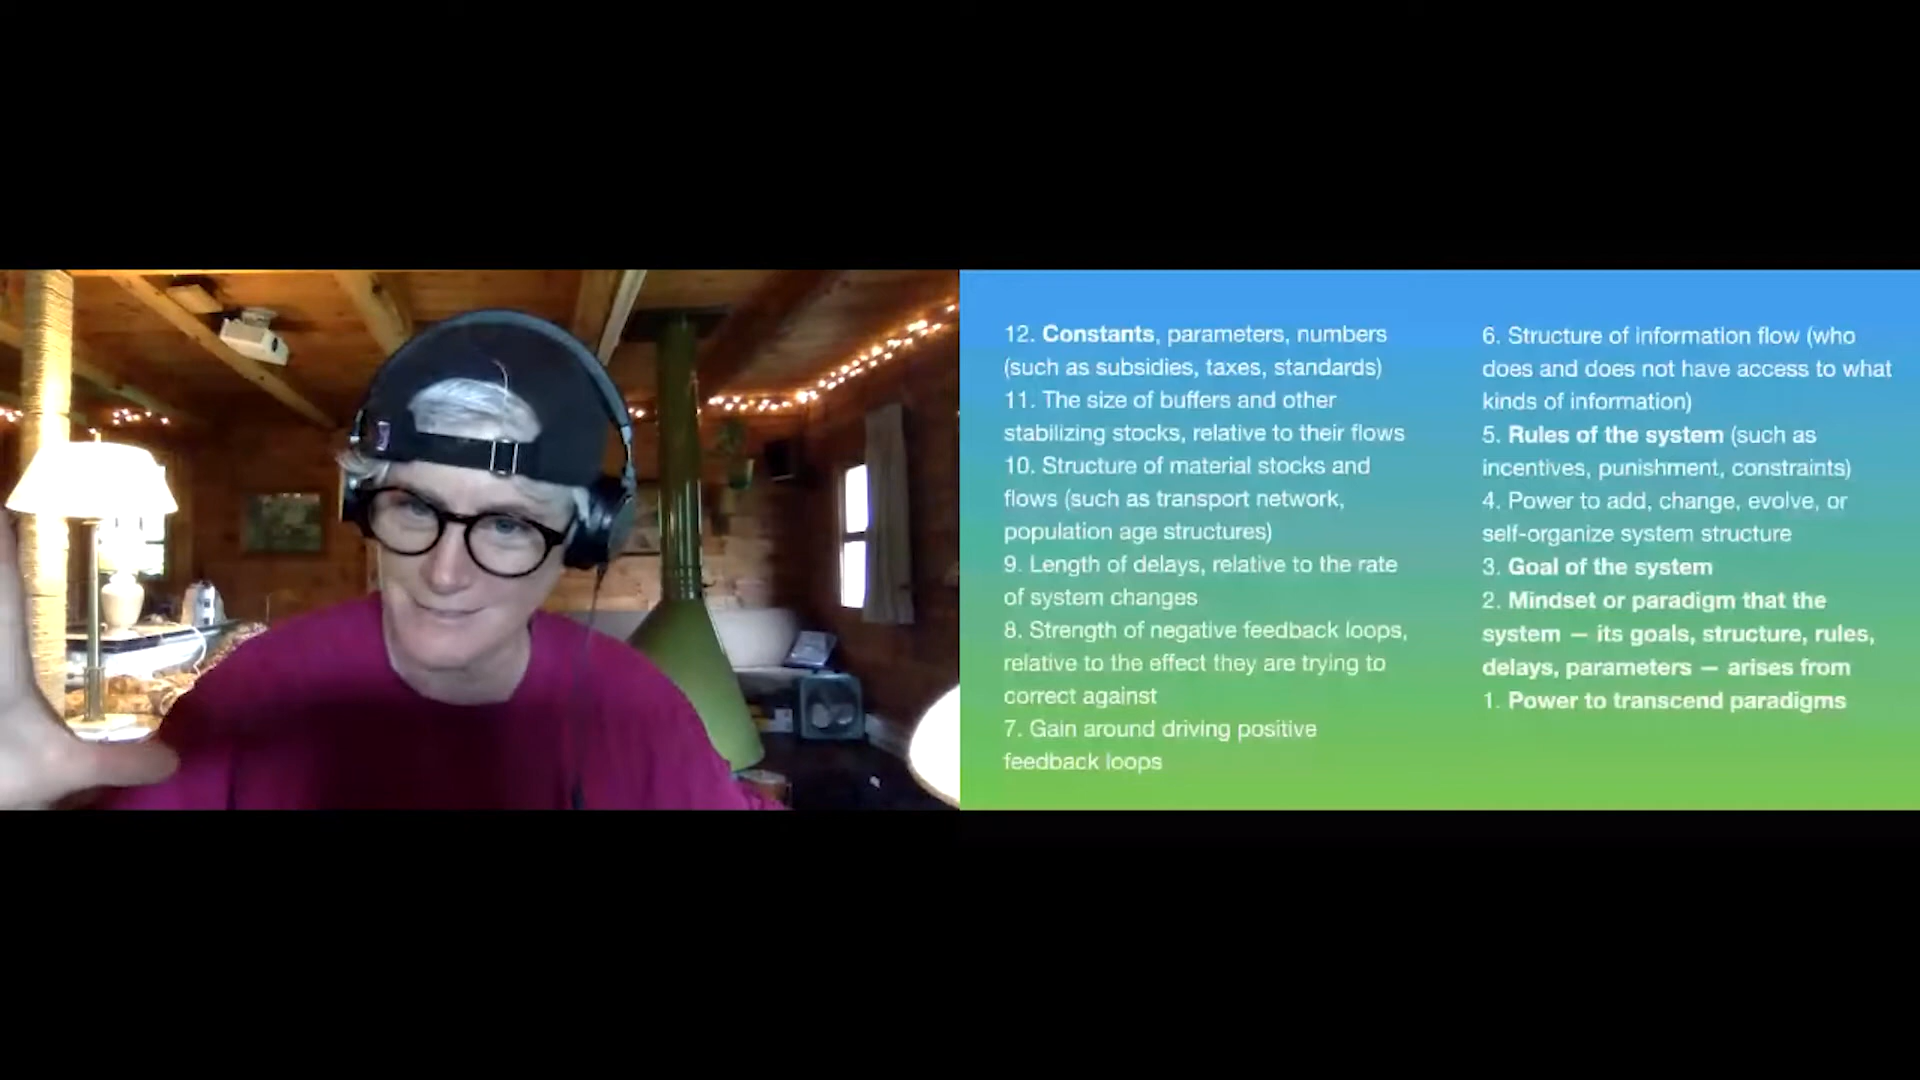 12. Constants, parameters, numbers
(such as subsidies, taxes, standards)
11. The size of buffers and other
stabilizing stocks, relative to their flows
10. Structure of material stocks and
flows (such as transport network,
population age structures)
9. Length of delays, relative to the rate
of system changes
8. Strength of negative feedback loops,
relative to the effect they are trying to
correct against
7. Gain around driving positive
feedback loops
6. Structure of information flow (who
does and does not have access to what
kinds of information)
5. Rules of the system (such as
incentives, punishment, constraints)
4. Power to add, change, evolve, or
self-organize system structure
3. Goal of the system
2. Mindset or paradigm that the
system — its goals, structure, rules,
delays, parameters — arises from
1. Power to transcend paradigms